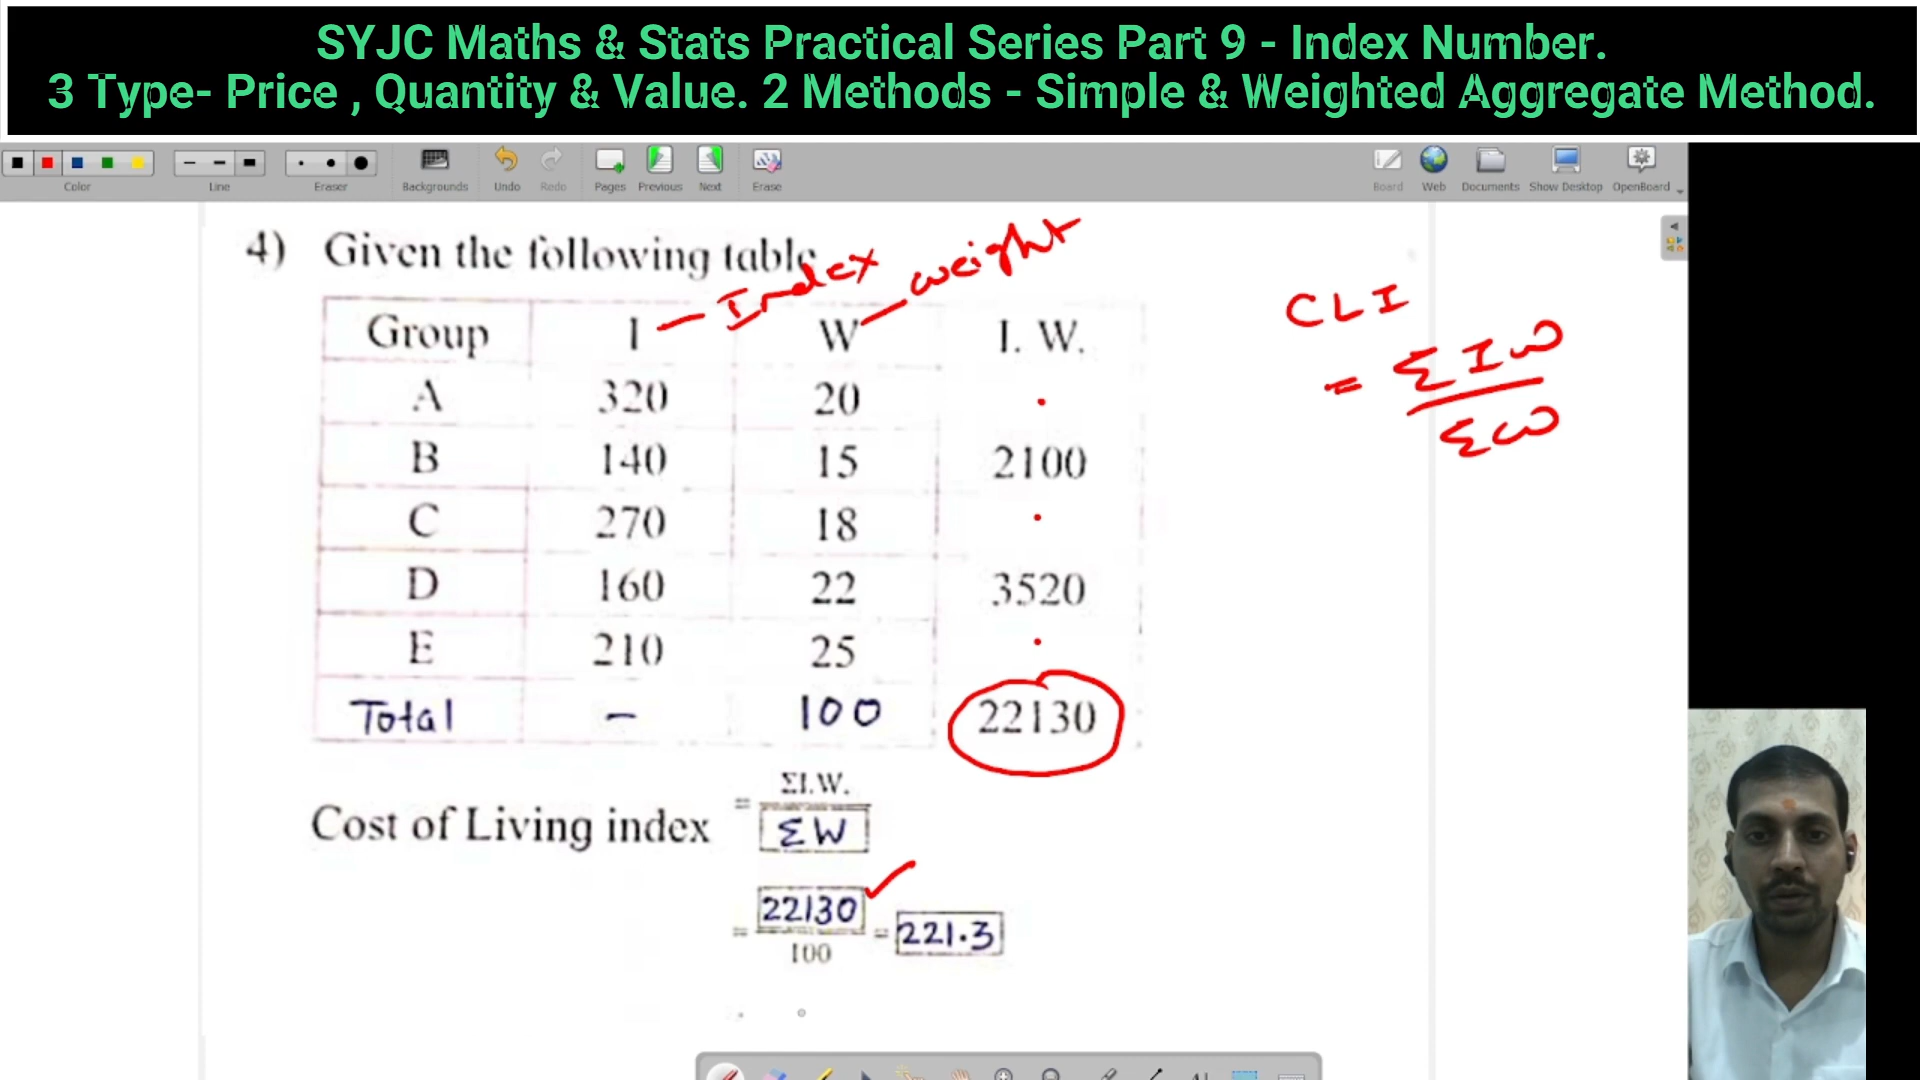 SYJC Maths & Stats Practical Series Part 9 - Index Number.
3 Type- Price , Quantity & Value. 2 Methods - Simple & Weighted Aggregate Method.
Color Line Eraser Backgrounds Undo Redo Pages Previous Next Erase Board Web Documents Show Desktop OpenBoard
4) Given the following table
Index weight
Group I W I. W.
A 320 20 .
B 140 15 2100
C 270 18 .
D 160 22 3520
E 210 25 .
Total – 100 22130
CLI
= ΣIW
ΣW
Cost of Living index = ΣI.W.
ΣW
= 22130
100
= 221.3